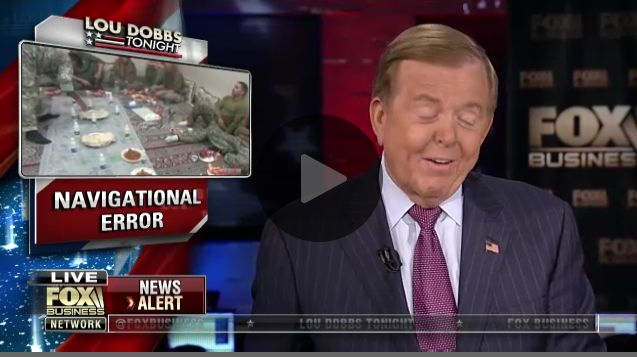 LOU DOBBS
TONIGHT
NAVIGATIONAL
ERROR
LIVE
FOX
BUSINESS
NETWORK
NEWS
ALERT
@FOXBUSINESS
LOU DOBBS TONIGHT
FOX BUSINESS
FOX
BUSINESS